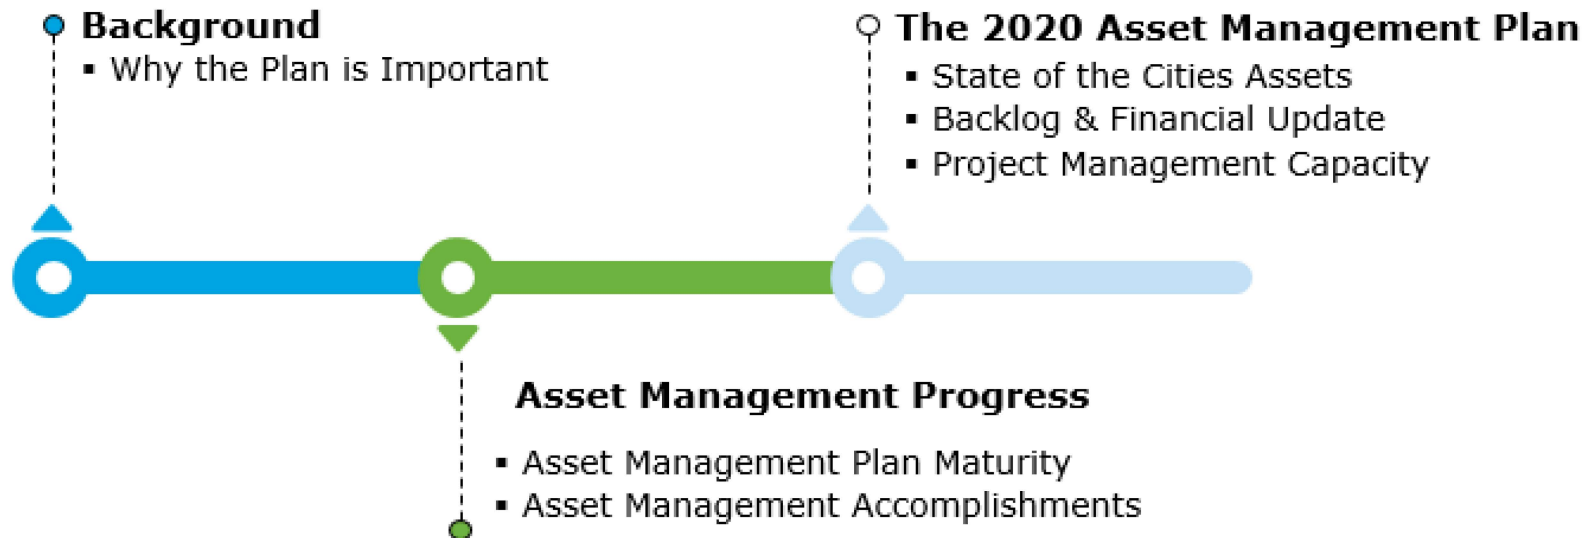 Background
▪ Why the Plan is Important
The 2020 Asset Management Plan
▪ State of the Cities Assets
▪ Backlog & Financial Update
▪ Project Management Capacity
Asset Management Progress
▪ Asset Management Plan Maturity
▪ Asset Management Accomplishments